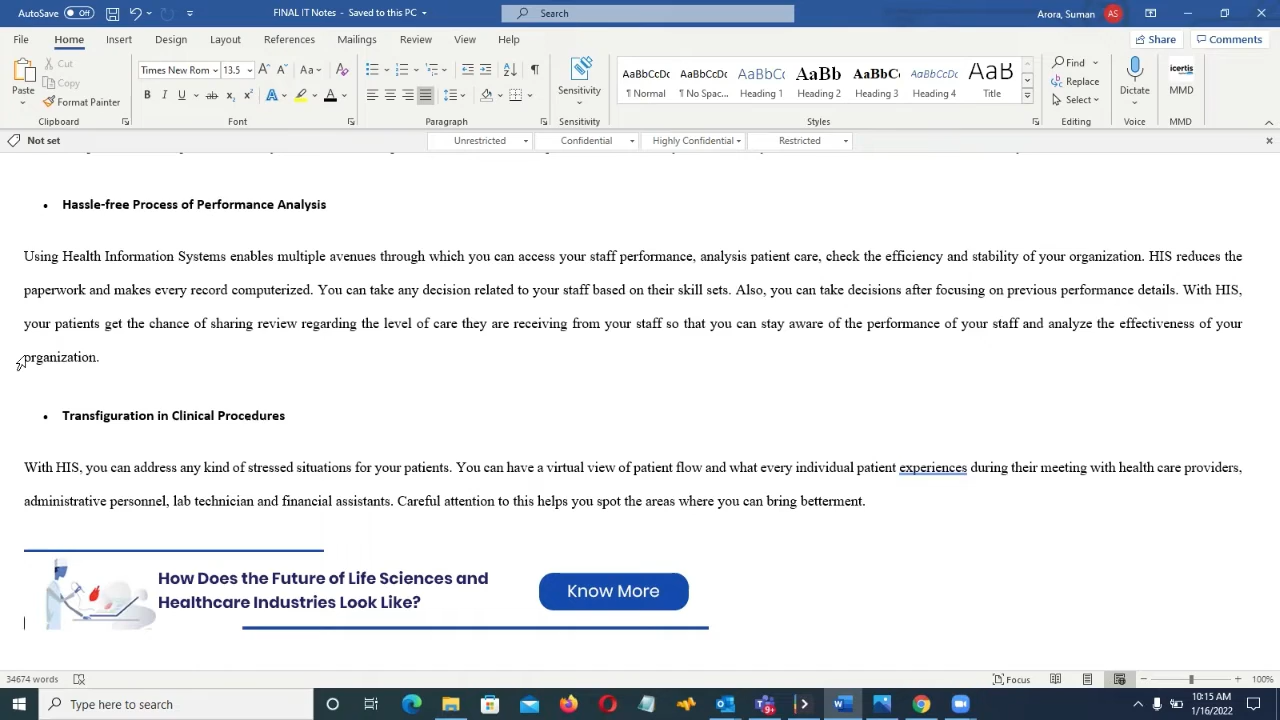 AutoSave Off FINAL IT Notes - Saved to this PC Search Arora, Suman AS
File Home Insert Design Layout References Mailings Review View Help Share Comments
Paste Cut Copy Format Painter
Times New Rom 13.5
AaBbCcDc AaBbCcDc AaBbCc AaBb AaBbC AaBbCcDc AaB
¶ Normal ¶ No Spac... Heading 1 Heading 2 Heading 3 Heading 4 Title
Sensitivity
Find Replace Select
Dictate
icertis MMD
Clipboard Font Paragraph Sensitivity Styles Editing Voice MMD
Not set Unrestricted Confidential Highly Confidential Restricted
• Hassle-free Process of Performance Analysis
Using Health Information Systems enables multiple avenues through which you can access your staff performance, analysis patient care, check the efficiency and stability of your organization. HIS reduces the
paperwork and makes every record computerized. You can take any decision related to your staff based on their skill sets. Also, you can take decisions after focusing on previous performance details. With HIS,
your patients get the chance of sharing review regarding the level of care they are receiving from your staff so that you can stay aware of the performance of your staff and analyze the effectiveness of your
organization.
• Transfiguration in Clinical Procedures
With HIS, you can address any kind of stressed situations for your patients. You can have a virtual view of patient flow and what every individual patient experiences during their meeting with health care providers,
administrative personnel, lab technician and financial assistants. Careful attention to this helps you spot the areas where you can bring betterment.
How Does the Future of Life Sciences and
Healthcare Industries Look Like?
Know More
34674 words Focus 100%
Type here to search
10:15 AM
1/16/2022